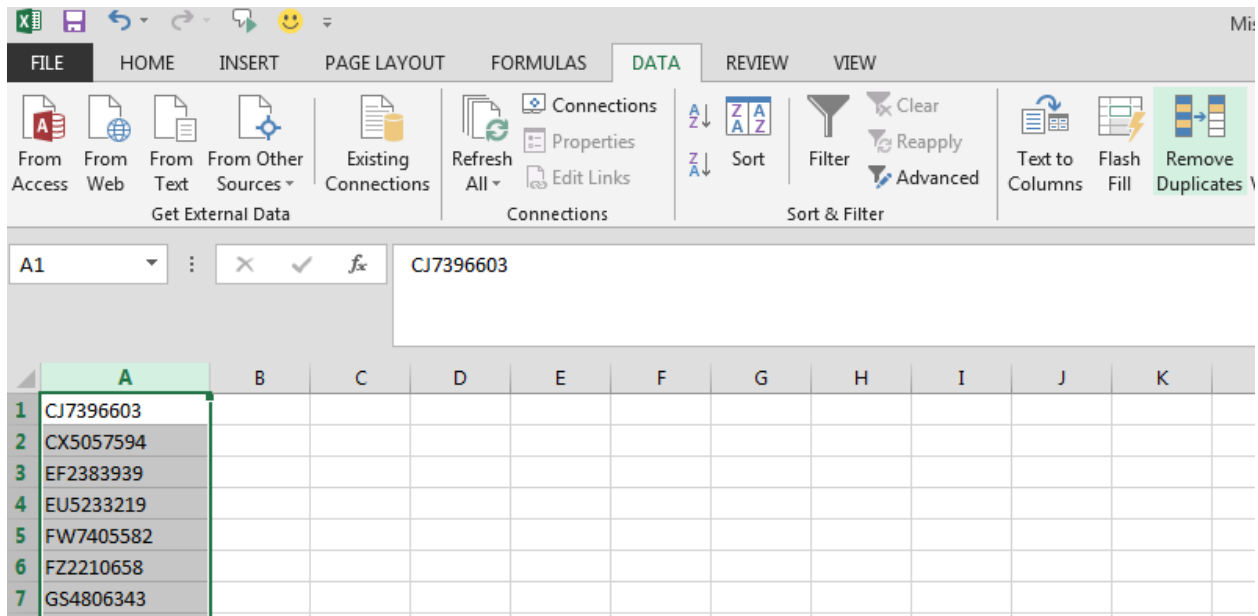 Mis
FILE HOME INSERT PAGE LAYOUT FORMULAS DATA REVIEW VIEW
From Access
From Web
From Text
From Other Sources
Existing Connections
Refresh All
Connections
Properties
Edit Links
A Z
Z A
Z A A Z
Sort
Filter
Clear
Reapply
Advanced
Text to Columns
Flash Fill
Remove Duplicates
Get External Data
Connections
Sort & Filter
A1 fx CJ7396603
A B C D E F G H I J K
1 CJ7396603
2 CX5057594
3 EF2383939
4 EU5233219
5 FW7405582
6 FZ2210658
7 GS4806343